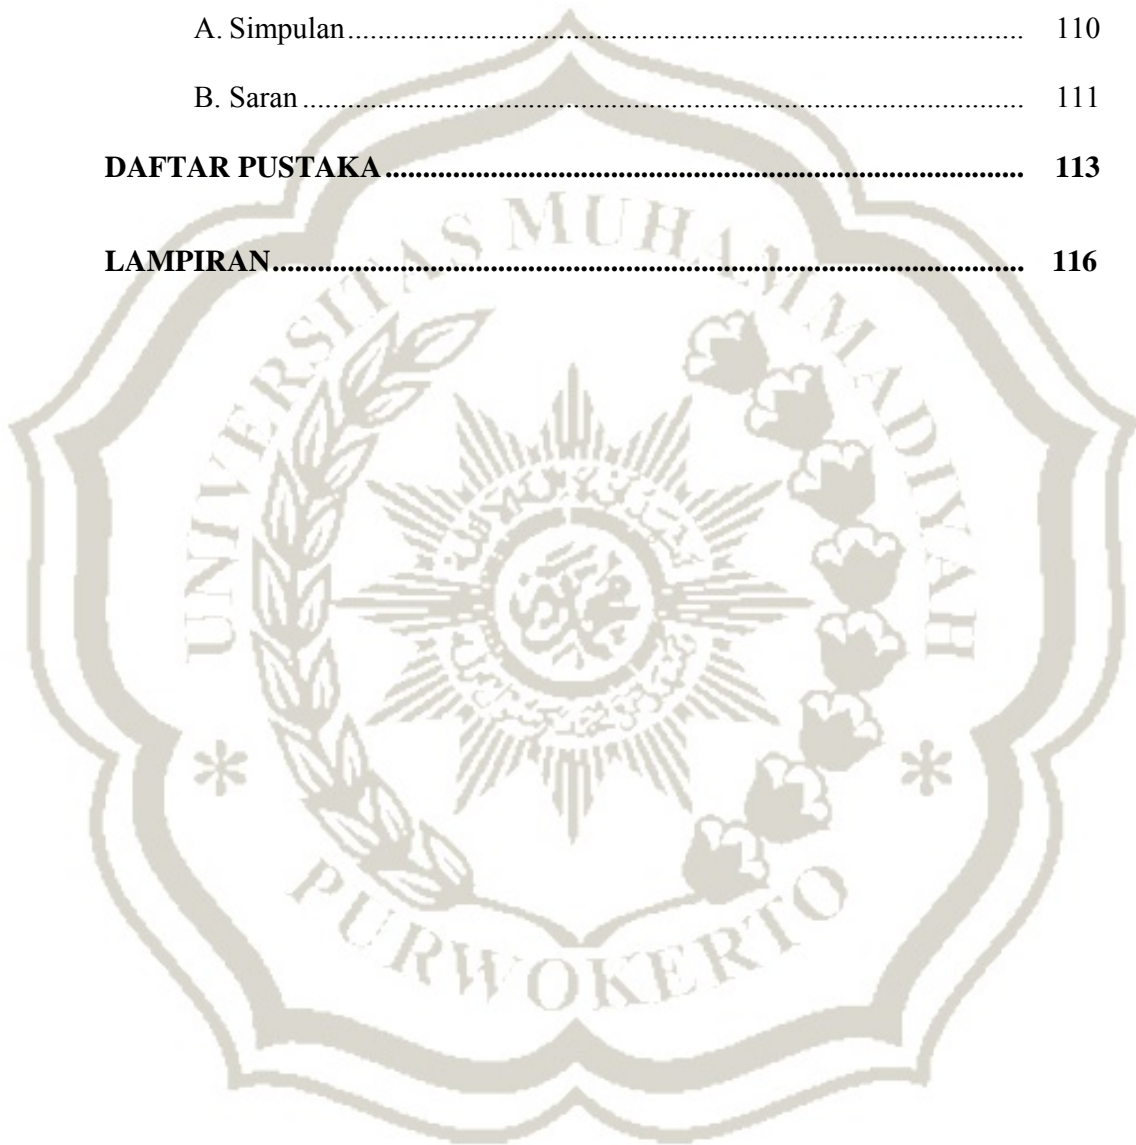 A. Simpulan........................................................................................... 110
B. Saran ................................................................................................. 111
DAFTAR PUSTAKA ...................................................................................... 113
LAMPIRAN..................................................................................................... 116
UNIVERSITAS MUHAMMADIYAH
PURWOKERTO